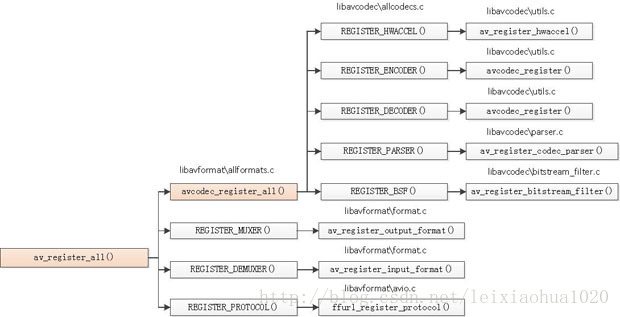 libavcodec\allcodecs.c
libavcodec\utils.c
REGISTER_HWACCEL()
av_register_hwaccel()
libavcodec\utils.c
REGISTER_ENCODER()
avcodec_register()
libavcodec\utils.c
REGISTER_DECODER()
avcodec_register()
libavcodec\parser.c
REGISTER_PARSER()
av_register_codec_parser()
libavformat\allformats.c
libavcodec\bitstream_filter.c
avcodec_register_all()
REGISTER_BSF()
av_register_bitstream_filter()
libavformat\format.c
REGISTER_MUXER()
av_register_output_format()
libavformat\format.c
av_register_all()
REGISTER_DEMUXER()
av_register_input_format()
libavformat\avio.c
REGISTER_PROTOCOL()
ffurl_register_protocol()
http://blog.csdn.net/leixiaohua1020